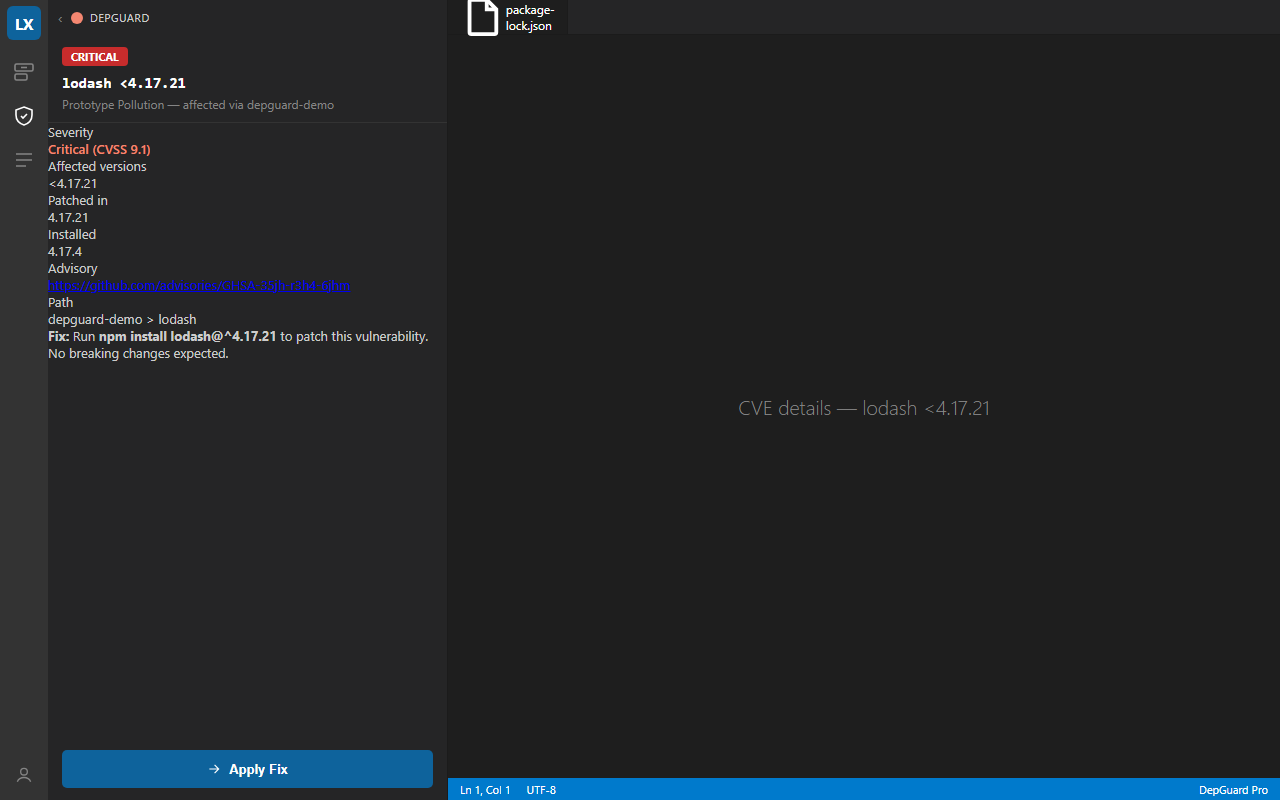 LX
DEPGUARD
CRITICAL
lodash <4.17.21
Prototype Pollution — affected via depguard-demo
Severity
Critical (CVSS 9.1)
Affected versions
<4.17.21
Patched in
4.17.21
Installed
4.17.4
Advisory
Path
depguard-demo > lodash
Fix: Run npm install lodash@^4.17.21 to patch this vulnerability.
No breaking changes expected.
→ Apply Fix
package-
lock.json
CVE details — lodash <4.17.21
Ln 1, Col 1 UTF-8
DepGuard Pro